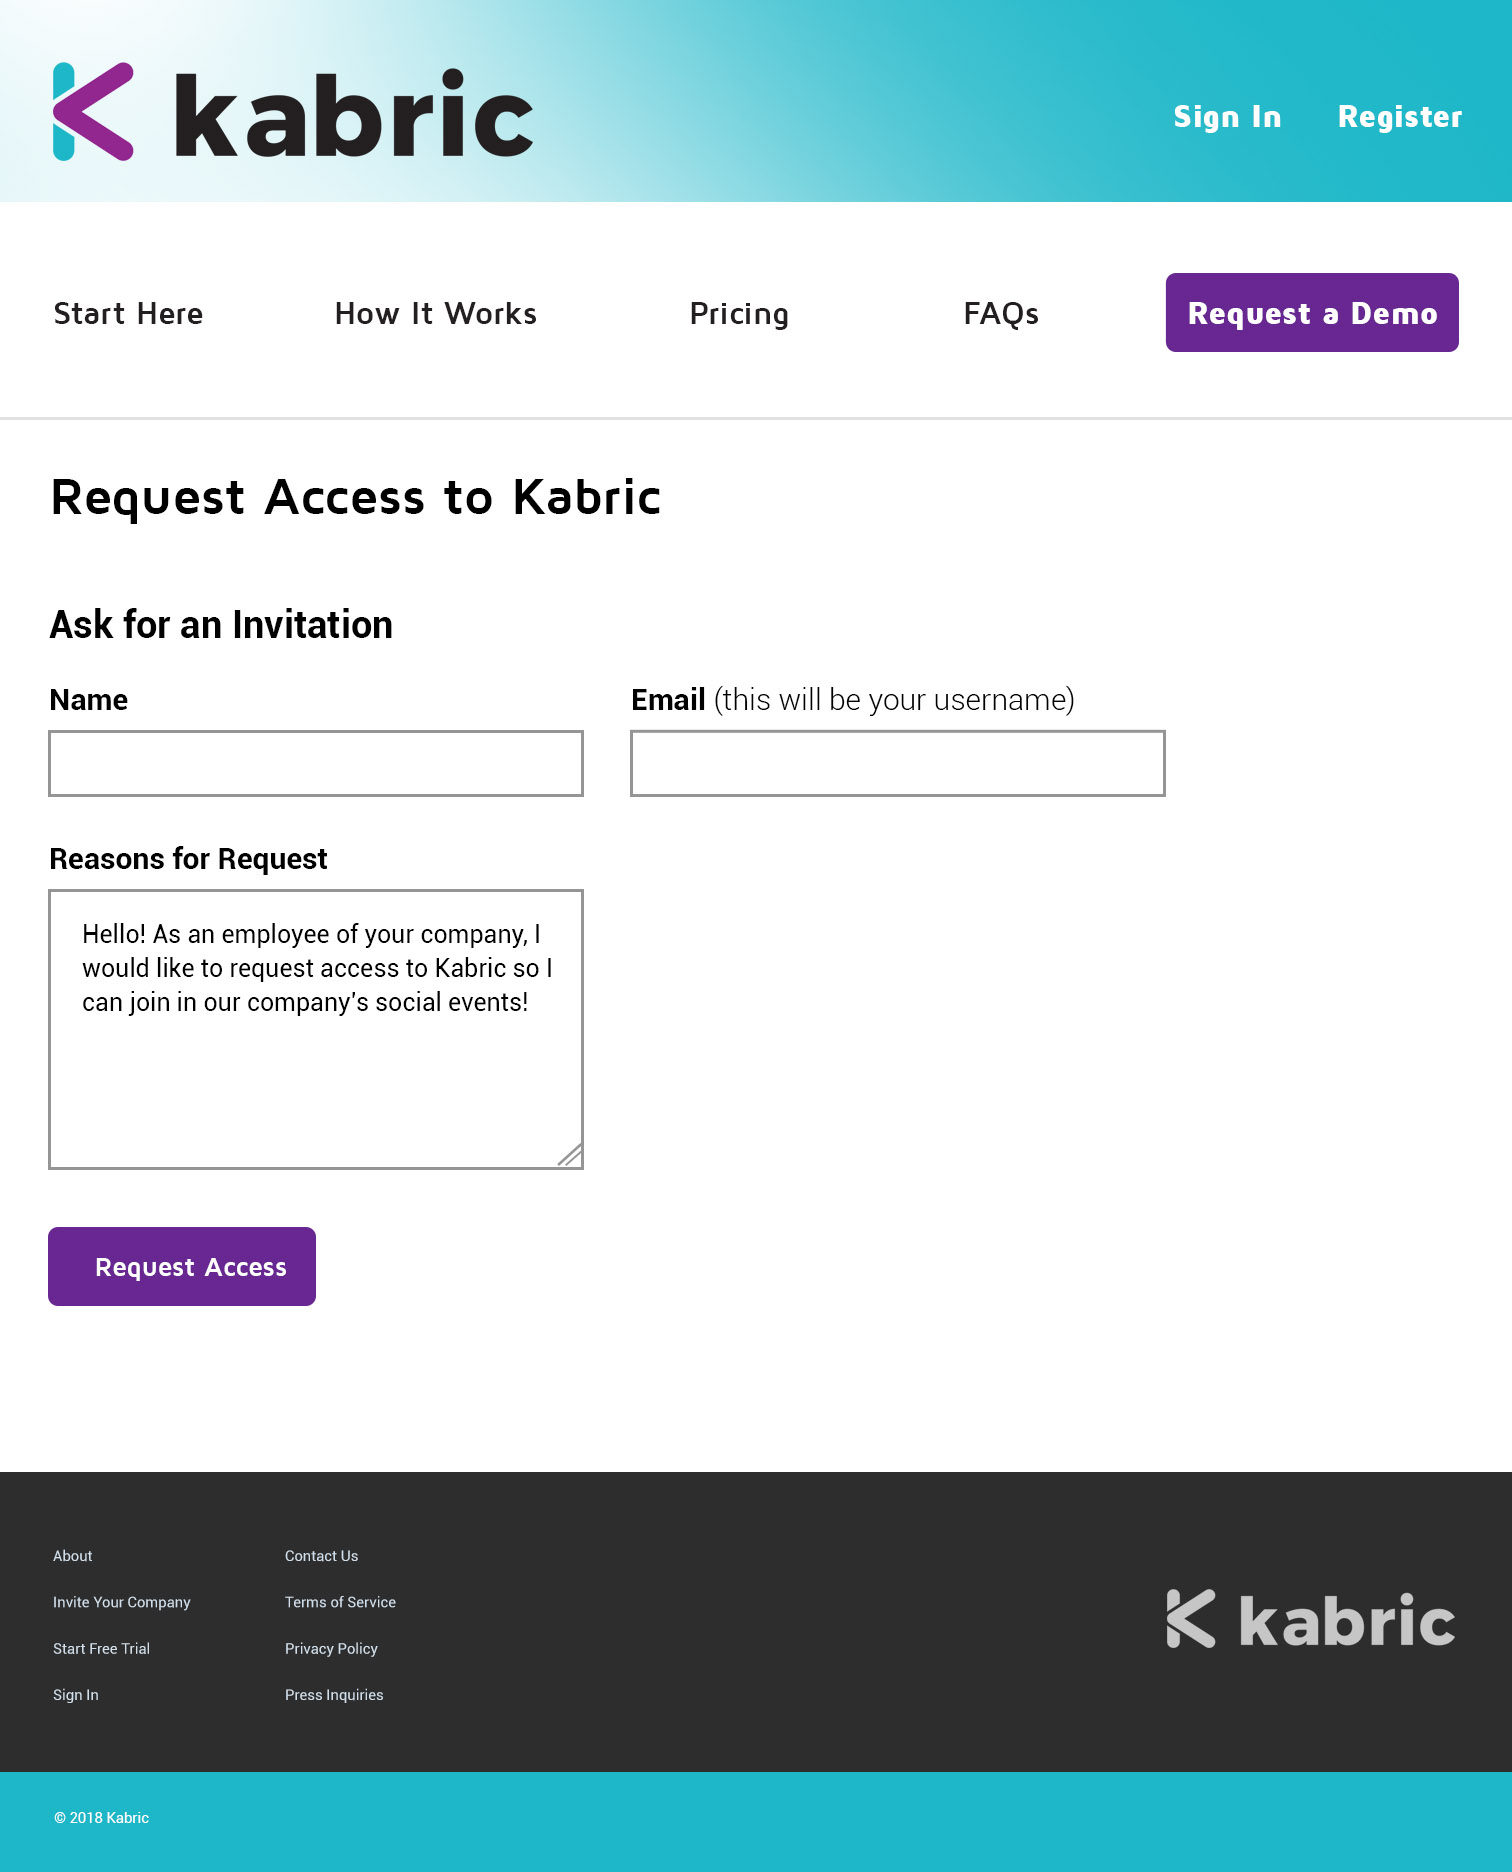 kabric
Sign In
Register
Start Here
How It Works
Pricing
FAQs
Request a Demo
Request Access to Kabric
Ask for an Invitation
Name
Email (this will be your username)
Reasons for Request
Hello! As an employee of your company, I
would like to request access to Kabric so I
can join in our company's social events!
Request Access
About
Contact Us
Invite Your Company
Terms of Service
Start Free Trial
Privacy Policy
Sign In
Press Inquiries
kabric
© 2018 Kabric